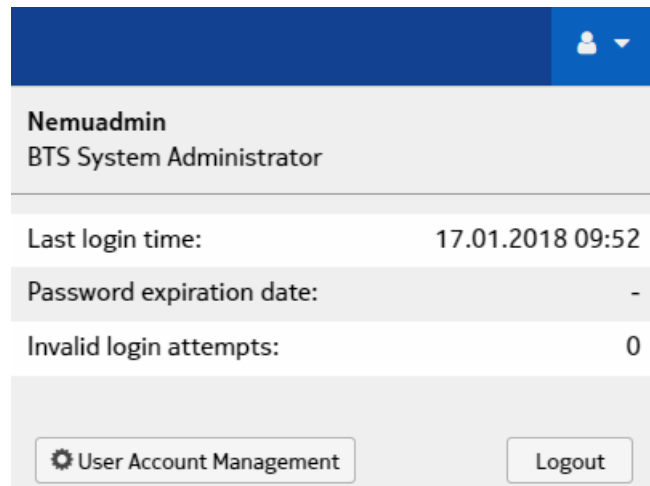 Nemuadmin
BTS System Administrator
Last login time: 17.01.2018 09:52
Password expiration date: -
Invalid login attempts: 0
User Account Management Logout